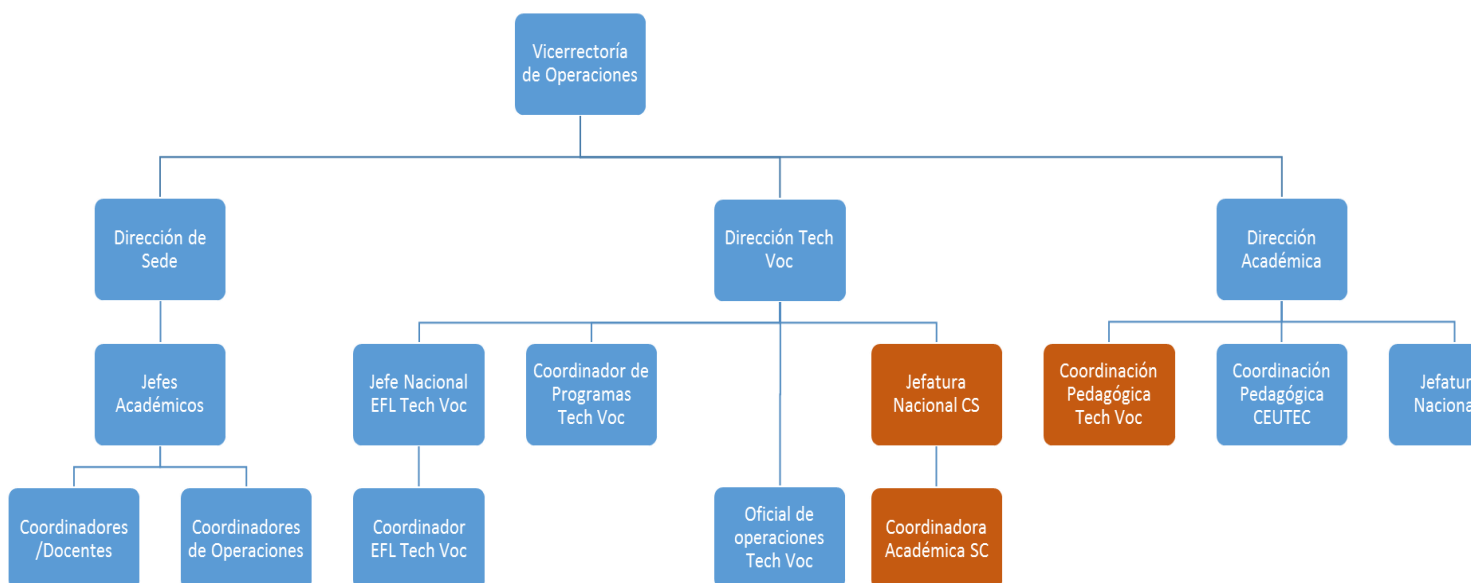 Vicerrectoría
de Operaciones
Dirección de
Sede
Dirección Tech
Voc
Dirección
Académica
Jefes
Académicos
Jefe Nacional
EFL Tech Voc
Coordinador de
Programas
Tech Voc
Jefatura
Nacional CS
Coordinación
Pedagógica
Tech Voc
Coordinación
Pedagógica
CEUTEC
Jefatur
Naciona
Coordinadores
/Docentes
Coordinadores
de Operaciones
Coordinador
EFL Tech Voc
Oficial de
operaciones
Tech Voc
Coordinadora
Académica SC